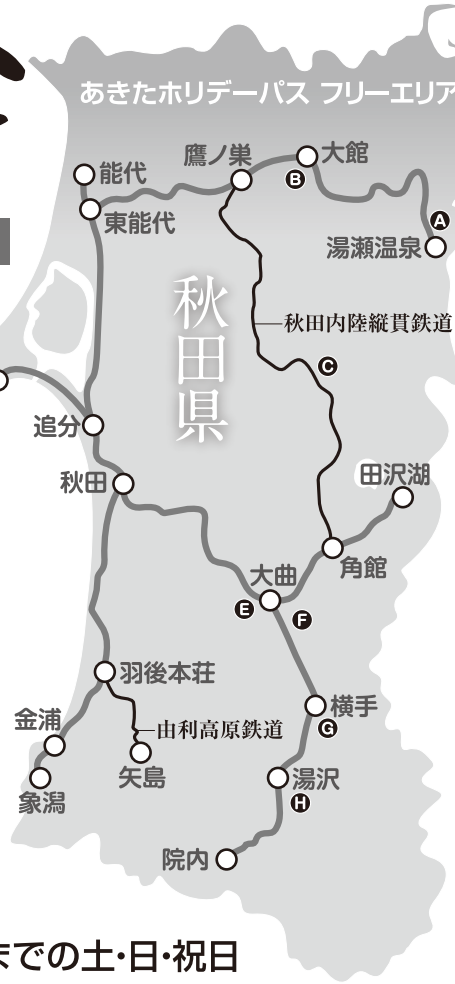 あきたホリデーパス フリーエリア
鷹ノ巣
大館
能代
B
東能代
A
湯瀬温泉
秋田県
秋田内陸縦貫鉄道
C
追分
田沢湖
秋田
角館
大曲
E
F
羽後本荘
横手
金浦
由利高原鉄道
G
矢島
湯沢
象潟
H
院内
までの土・日・祝日